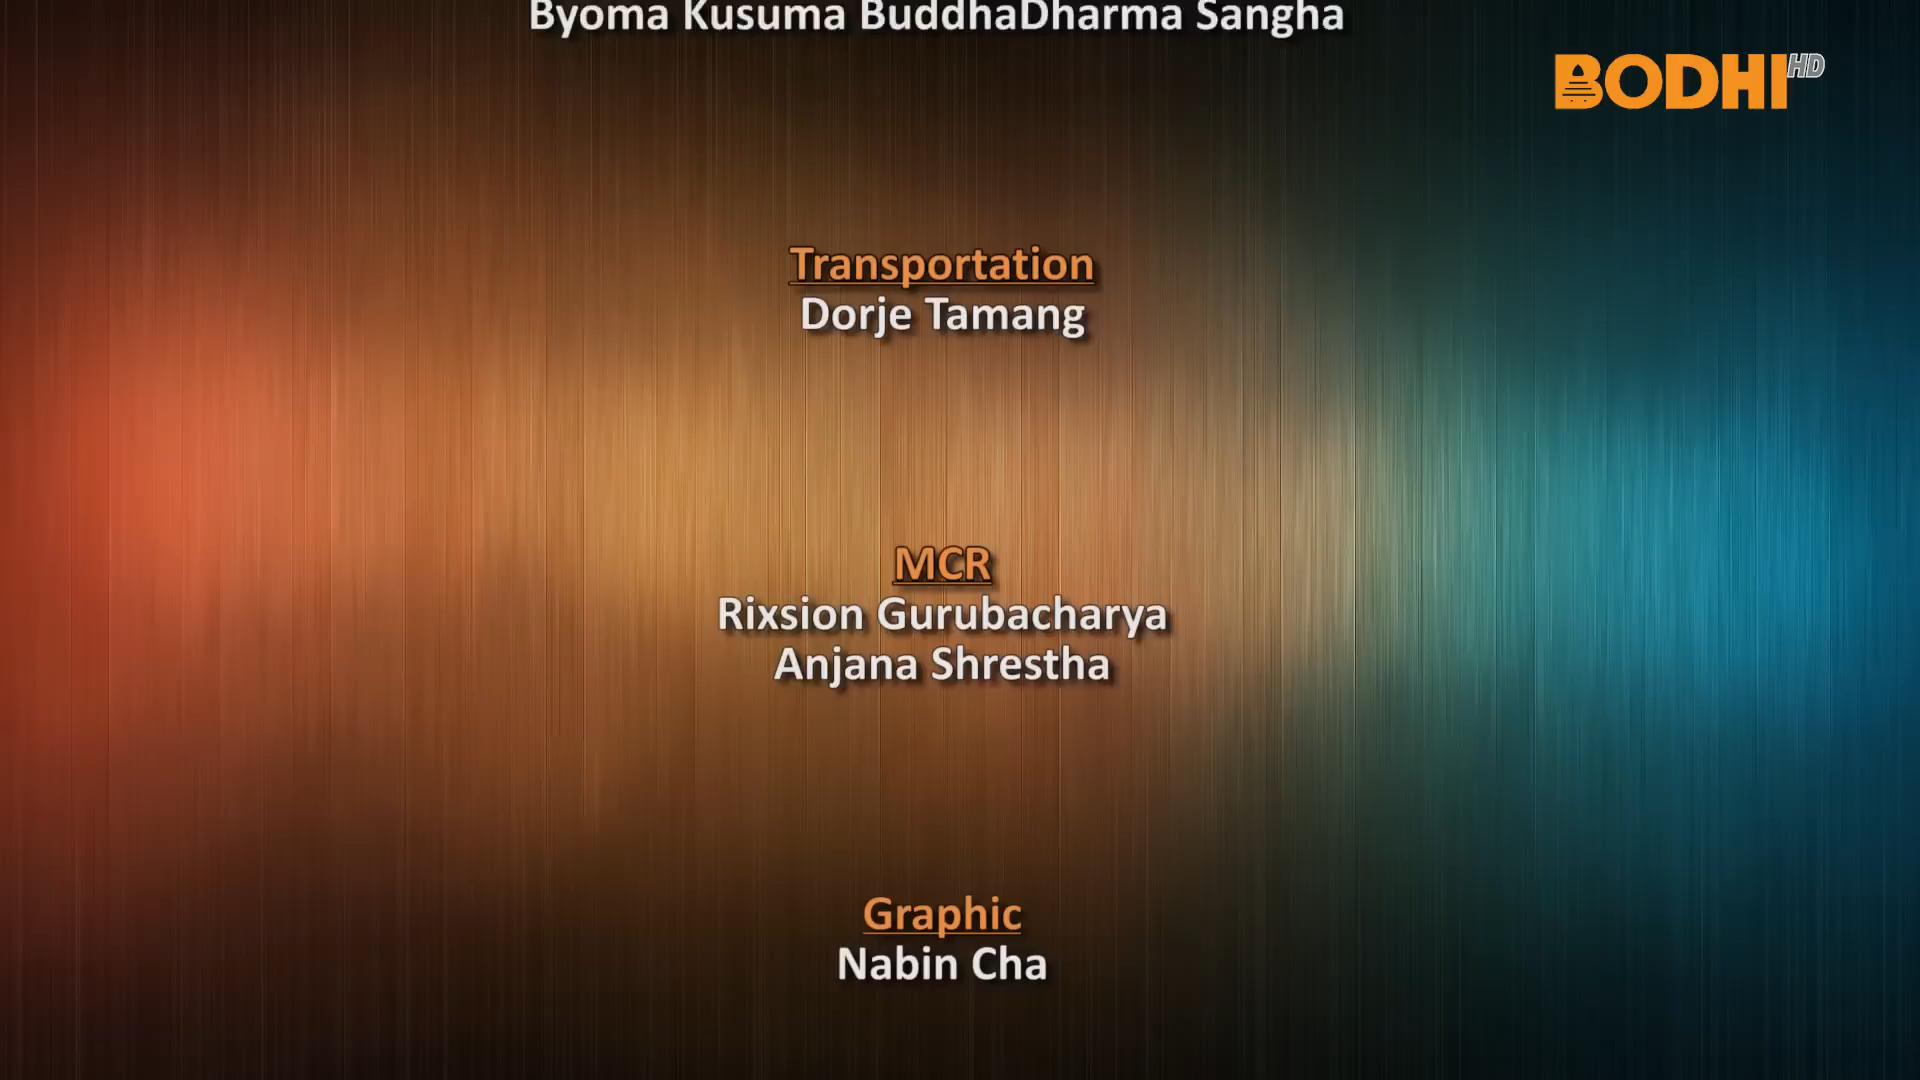 Byoma Kusuma BuddhaDharma Sangha
BODHI HD
Transportation
Dorje Tamang
MCR
Rixsion Gurubacharya
Anjana Shrestha
Graphic
Nabin Cha